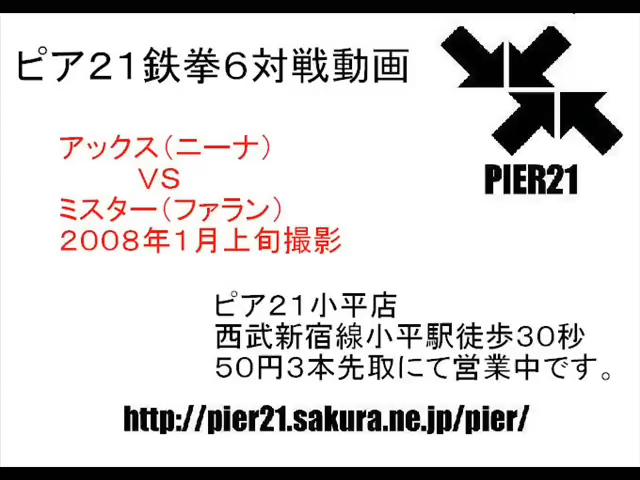 ピア21鉄拳6対戦動画
PIER21
アックス(ニーナ)
VS
ミスター(ファラン)
2008年1月上旬撮影
ピア21小平店
西武新宿線小平駅徒歩30秒
50円3本先取にて営業中です。
http://pier21.sakura.ne.jp/pier/